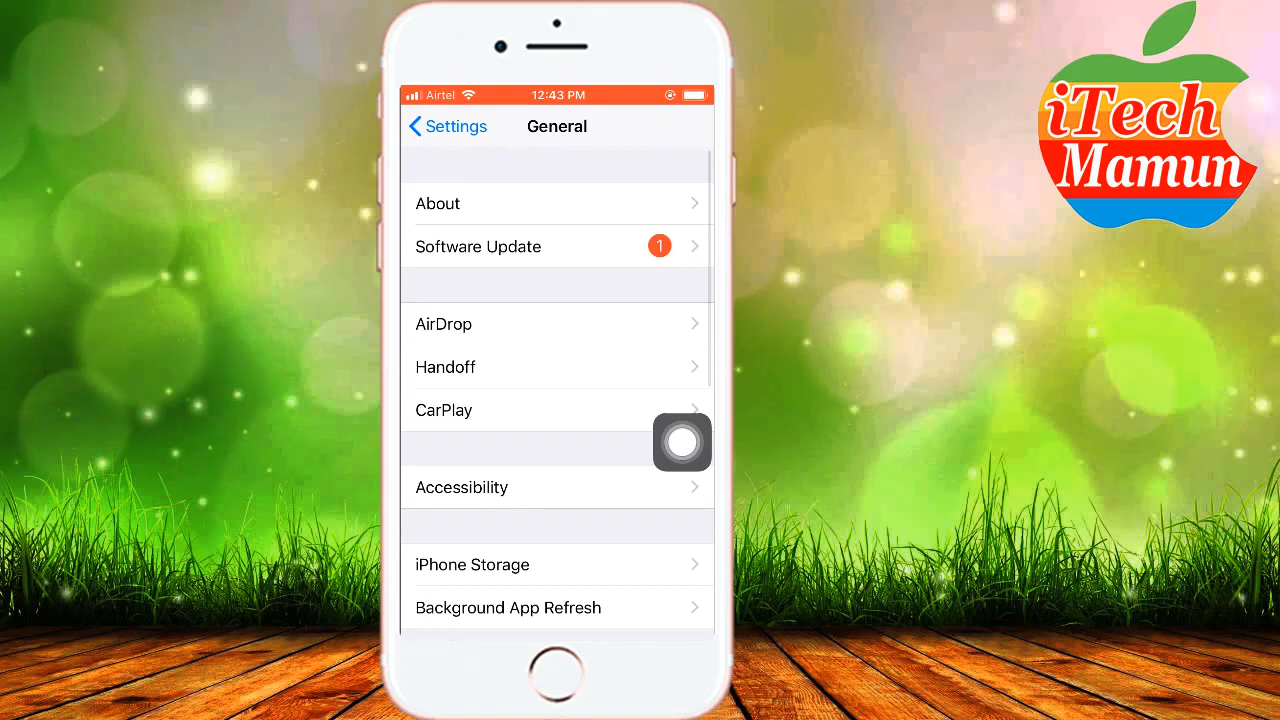 Airtel 12:43 PM
Settings General
About
Software Update 1
AirDrop
Handoff
CarPlay
Accessibility
iPhone Storage
Background App Refresh
iTech
Mamun